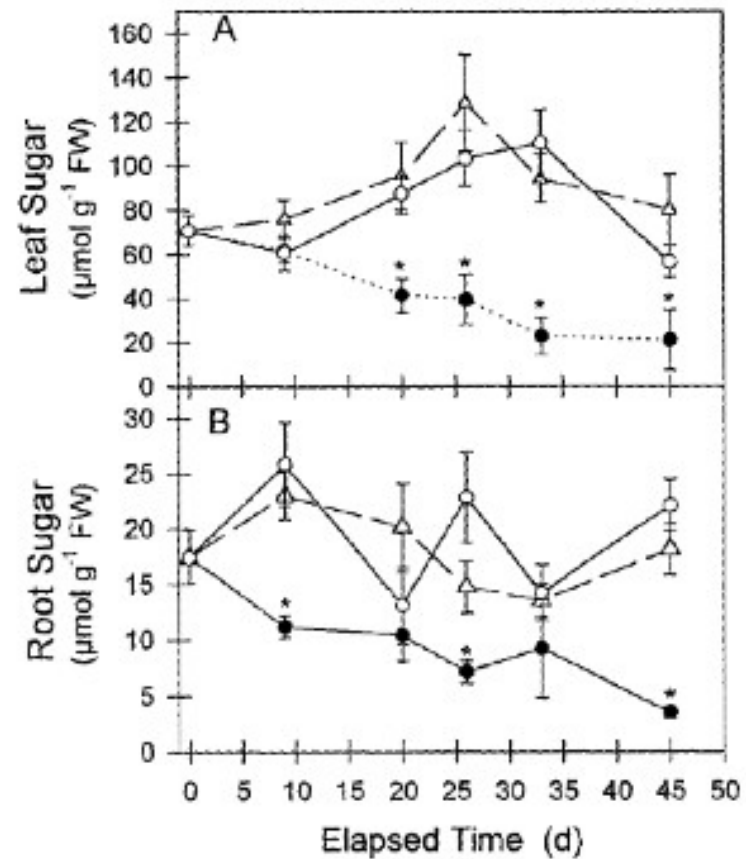 A
160
140
120
100
80
60
40
20
0
Leaf Sugar
(μmol g⁻¹ FW)
* * * *
B
30
25
20
15
10
5
0
Root Sugar
(μmol g⁻¹ FW)
* * *
0 5 10 15 20 25 30 35 40 45 50
Elapsed Time (d)